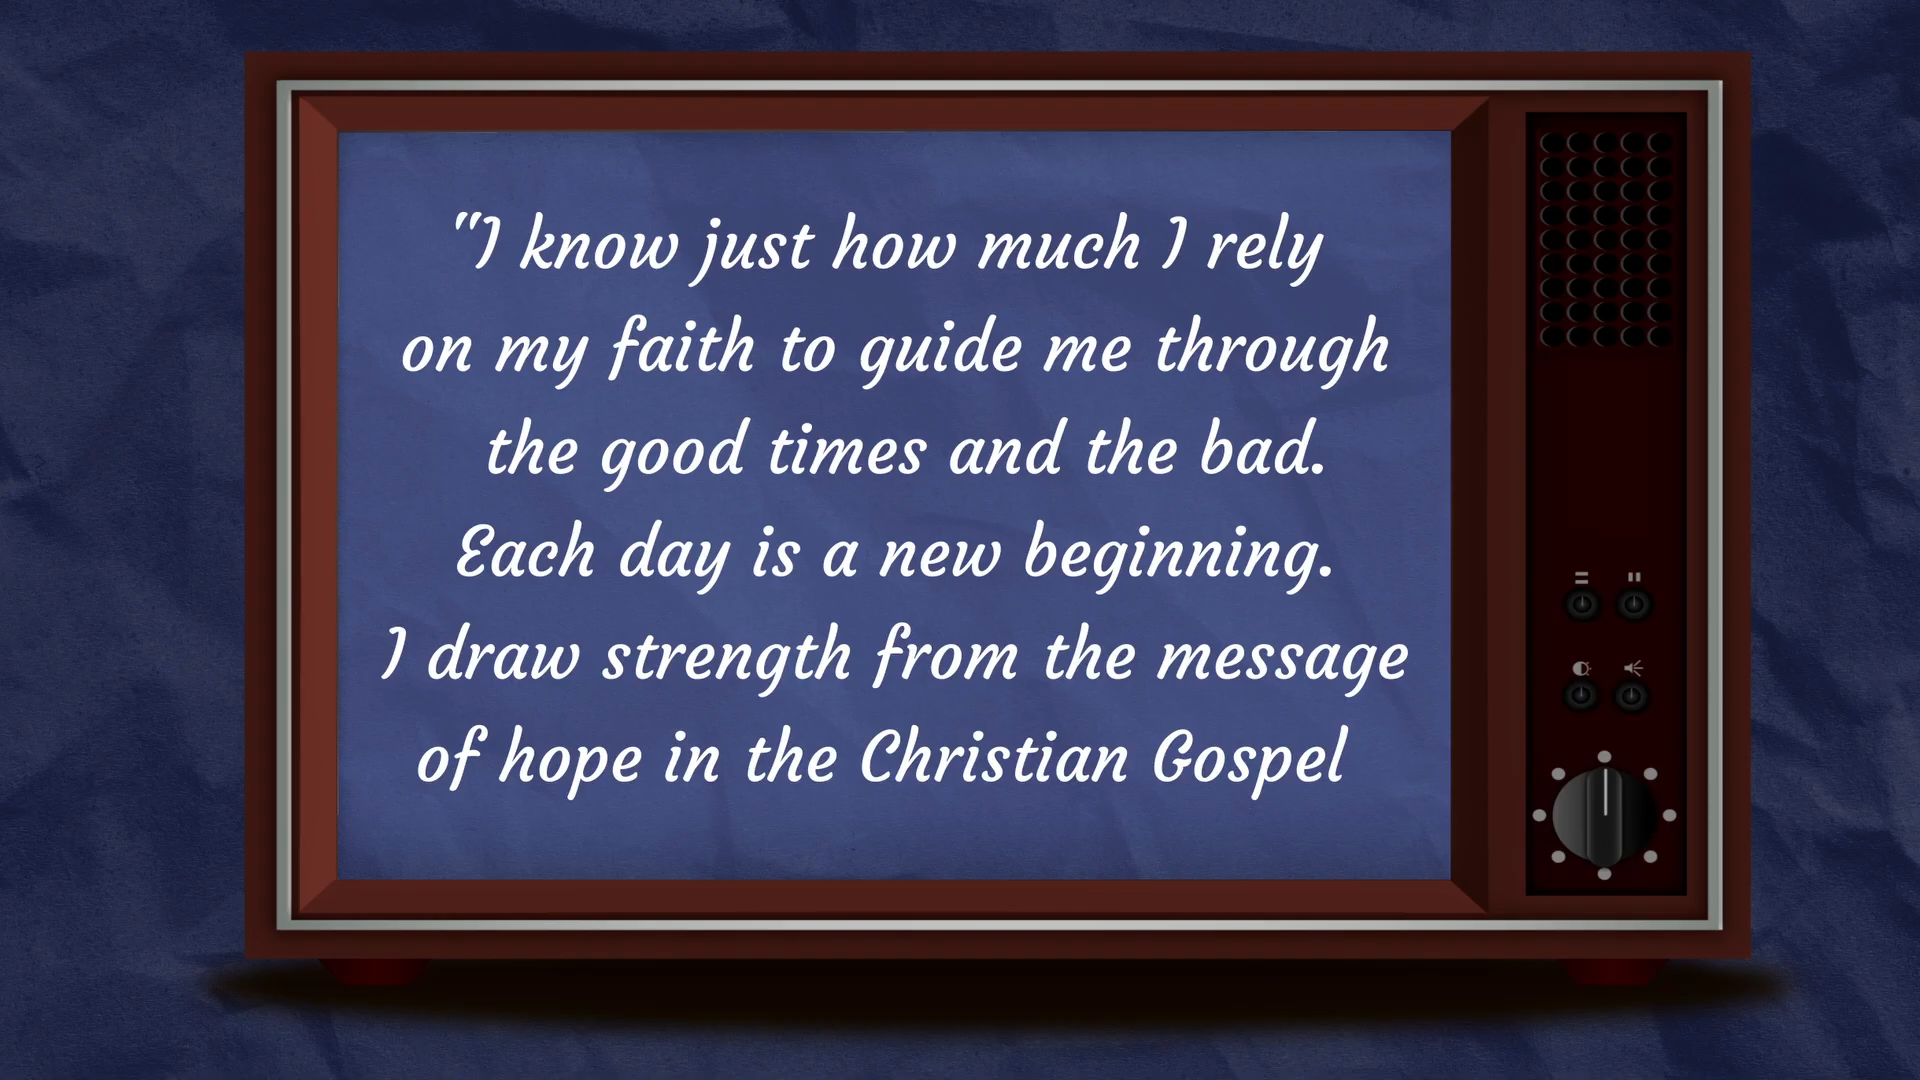 "I know just how much I rely
on my faith to guide me through
the good times and the bad.
Each day is a new beginning.
I draw strength from the message
of hope in the Christian Gospel